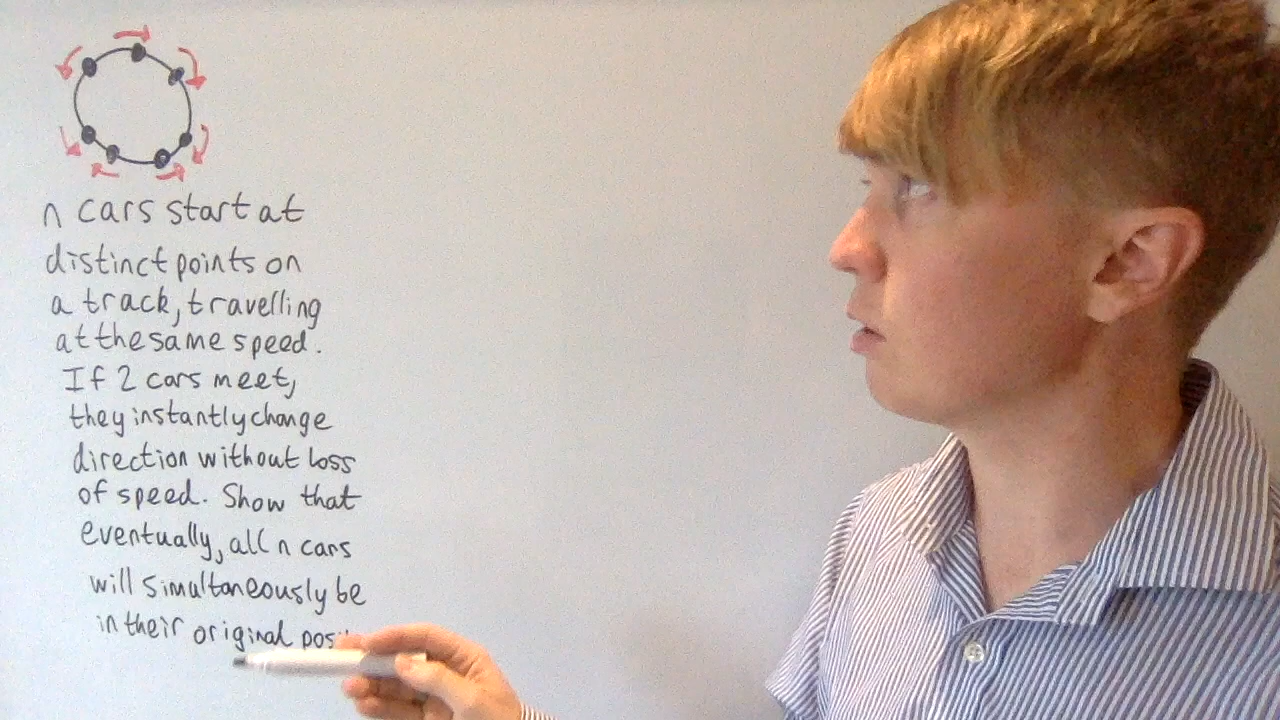 n cars start at
distinct points on
a track, travelling
at the same speed.
If 2 cars meet,
they instantly change
direction without loss
of speed. Show that
eventually, all n cars
will simultaneously be
in their original